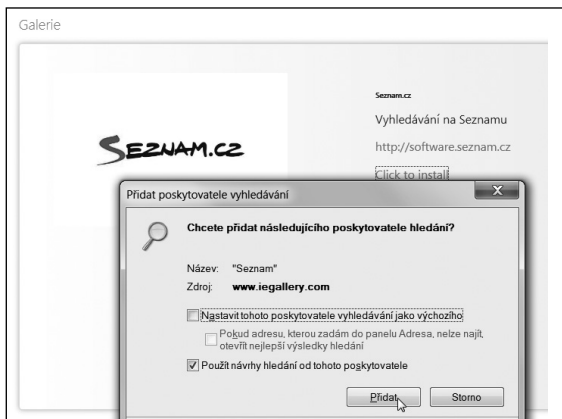 Galerie
Seznam.cz
Vyhledávání na Seznamu
http://software.seznam.cz
Click to install
SEZNAM.CZ
Přidat poskytovatele vyhledávání
X
Chcete přidat následujícího poskytovatele hledání?
Název: "Seznam"
Zdroj: www.iegallery.com
Nastavit tohoto poskytovatele vyhledávání jako výchozího
Pokud adresu, kterou zadám do panelu Adresa, nelze najít,
otevřít nejlepší výsledky hledání
Použít návrhy hledání od tohoto poskytovatele
Přidat
Storno